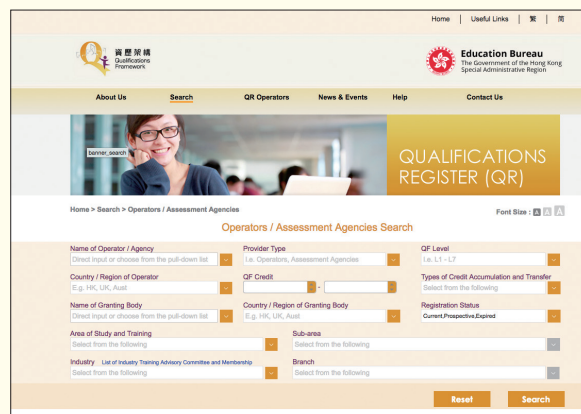 Home | Useful Links | 繁 | 简
資歷架構
Qualifications
Framework
Education Bureau
The Government of the Hong Kong
Special Administrative Region
About Us Search QR Operators News & Events Help Contact Us
banner_search
QUALIFICATIONS
REGISTER (QR)
Home > Search > Operators / Assessment Agencies
Font Size : A A A
Operators / Assessment Agencies Search
Name of Operator / Agency Provider Type QF Level
Direct input or choose from the pull-down list i.e. Operators, Assessment Agencies i.e. L1 - L7
Country / Region of Operator QF Credit Types of Credit Accumulation and Transfer
E.g. HK, UK, Aust - Select from the following
Name of Granting Body Country / Region of Granting Body Registration Status
Direct input or choose from the pull-down list E.g. HK, UK, Aust Current,Prospective,Expired
Area of Study and Training Sub-area
Select from the following Select from the following
Industry List of Industry Training Advisory Committee and Membership Branch
Select from the following Select from the following
Reset Search